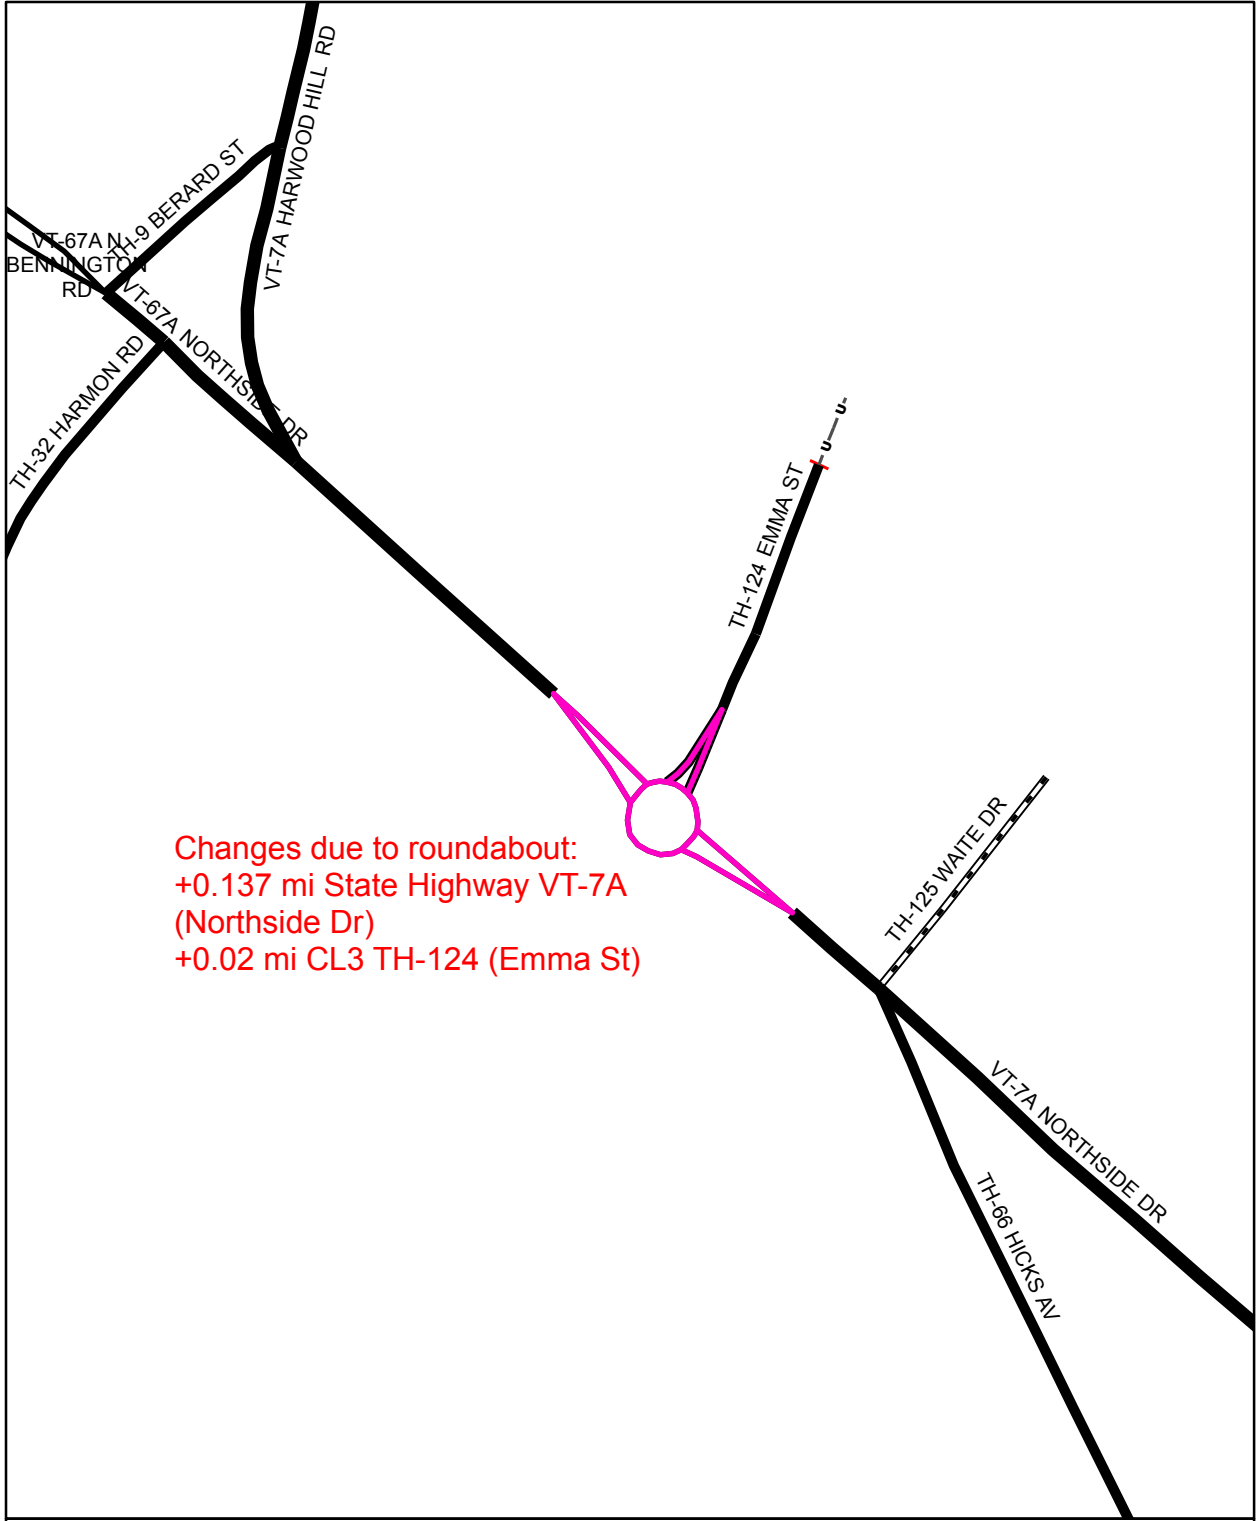 VT-7A HARWOOD HILL RD
TH-9 BERARD ST
VT-67A N
BENNINGTON
RD
VT-67A NORTHSIDE DR
TH-32 HARMON RD
S
S
TH-124 EMMA ST
TH-125 WAITE DR
Changes due to roundabout:
+0.137 mi State Highway VT-7A
(Northside Dr)
+0.02 mi CL3 TH-124 (Emma St)
VT-7A NORTHSIDE DR
TH-66 HICKS AV